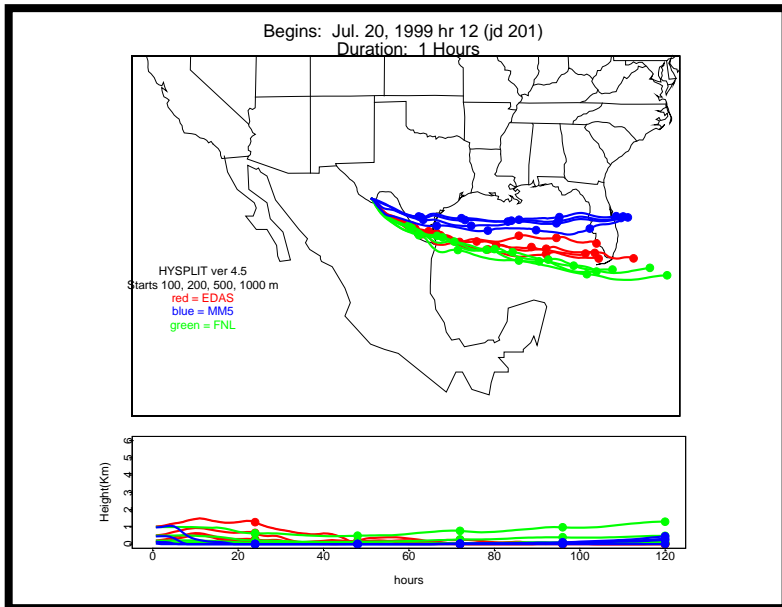 Begins:  Jul. 20, 1999 hr 12 (jd 201)
Duration:  1 Hours
HYSPLIT ver 4.5
Starts 100, 200, 500, 1000 m
red = EDAS
blue = MM5
green = FNL
Height(Km)
6
5
4
3
2
1
0
0 20 40 60 80 100 120
hours